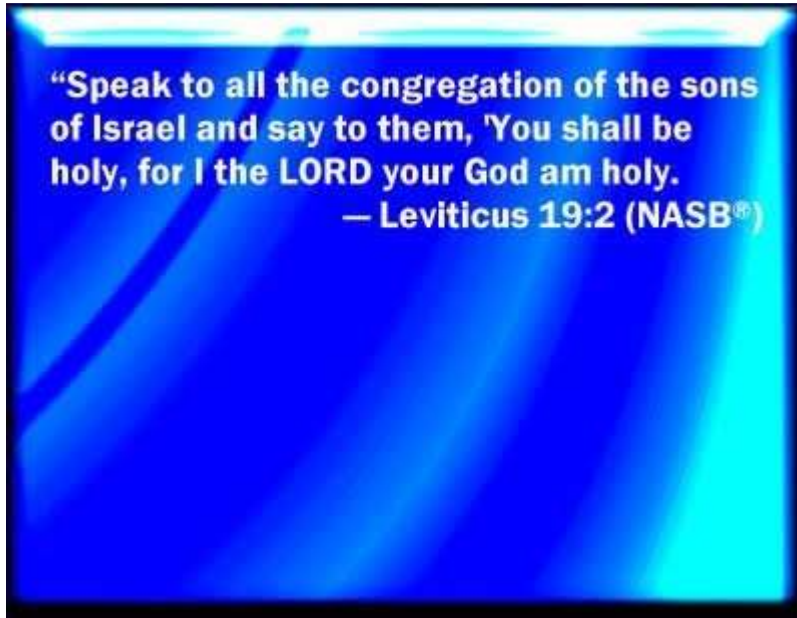 “Speak to all the congregation of the sons
of Israel and say to them, 'You shall be
holy, for I the LORD your God am holy.
— Leviticus 19:2 (NASB®)